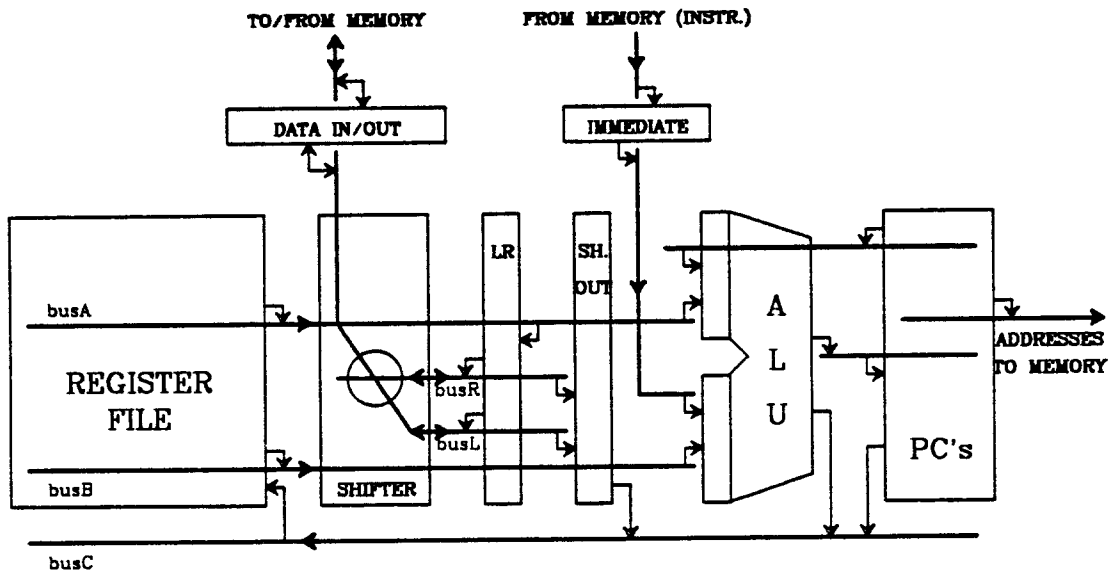 TO/FROM MEMORY
FROM MEMORY (INSTR.)
DATA IN/OUT
IMMEDIATE
LR
SH.
OUT
busA
A
L
U
ADDRESSES
TO MEMORY
REGISTER
FILE
busR
busL
PC's
busB
SHIFTER
busC